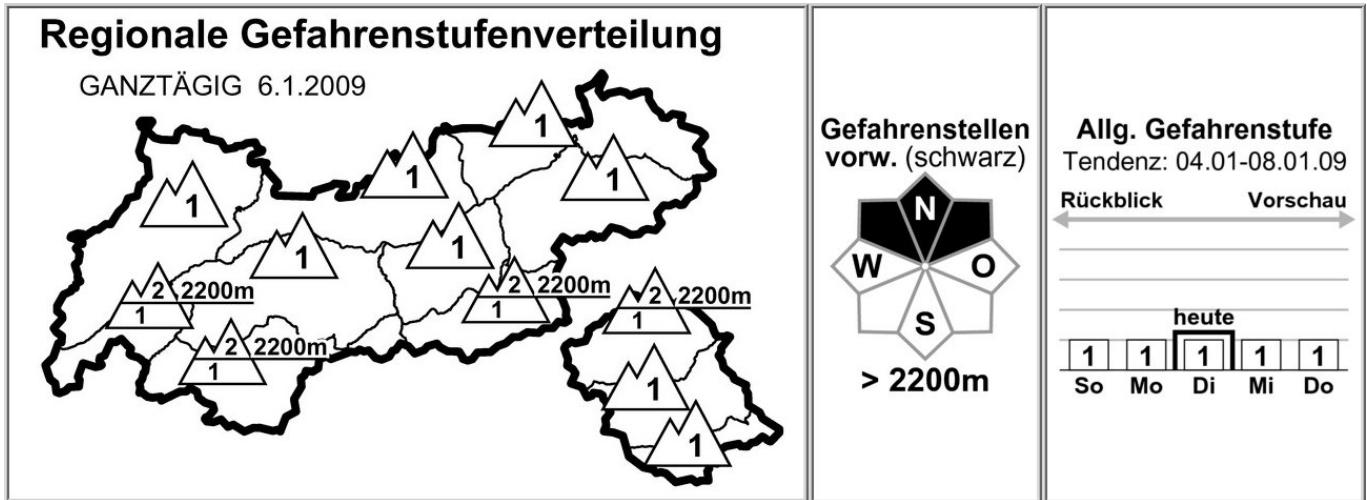 Regionale Gefahrenstufenverteilung
GANZTÄGIG 6.1.2009
1
1
1
1
1
1
1
2 2200m
1
2 2200m
1
2 2200m
1
2 2200m
1
1
1
Gefahrenstellen
vorw. (schwarz)
N
W O
S
> 2200m
Allg. Gefahrenstufe
Tendenz: 04.01-08.01.09
Rückblick Vorschau
heute
1 1 1 1 1
So Mo Di Mi Do